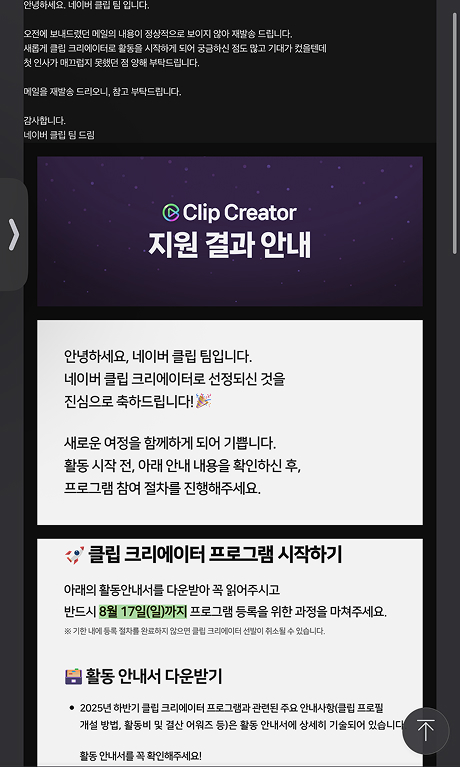 안녕하세요. 네이버 클립 팀 입니다.
오전에 보내드렸던 메일의 내용이 정상적으로 보이지 않아 재발송 드립니다.
새롭게 클립 크리에이터로 활동을 시작하게 되어 궁금하신 점도 많고 기대가 컸을텐데
첫 인사가 매끄럽지 못했던 점 양해 부탁드립니다.
메일을 재발송 드리오니, 참고 부탁드립니다.
감사합니다.
네이버 클립 팀 드림
Clip Creator
지원 결과 안내
안녕하세요, 네이버 클립 팀입니다.
네이버 클립 크리에이터로 선정되신 것을
진심으로 축하드립니다!🎉
새로운 여정을 함께하게 되어 기쁩니다.
활동 시작 전, 아래 안내 내용을 확인하신 후,
프로그램 참여 절차를 진행해주세요.
🚀 클립 크리에이터 프로그램 시작하기
아래의 활동안내서를 다운받아 꼭 읽어주시고
반드시 8월 17일(일)까지 프로그램 등록을 위한 과정을 마쳐주세요.
※ 기한 내에 등록 절차를 완료하지 않으면 클립 크리에이터 선발이 취소될 수 있습니다.
🗂️ 활동 안내서 다운받기
• 2025년 하반기 클립 크리에이터 프로그램과 관련된 주요 안내사항(클립 프로필
개설 방법, 활동비 및 결산 어워즈 등)은 활동 안내서에 상세히 기술되어 있습니다
활동 안내서를 꼭 확인해주세요!